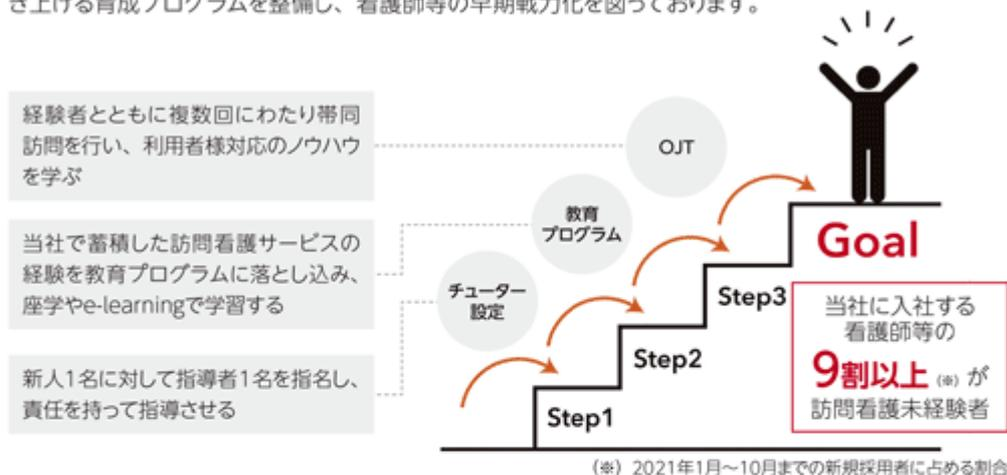 き上げる育成プログラムを整備し、看護師等の早期戦力化を図っております。
経験者とともに複数回にわたり帯同
訪問を行い、利用者様対応のノウハウ
を学ぶ
OJT
当社で蓄積した訪問看護サービスの
経験を教育プログラムに落とし込み、
座学やe-learningで学習する
教育
プログラム
新人1名に対して指導者1名を指名し、
責任を持って指導させる
チューター
設定
Step1
Step2
Step3
Goal
当社に入社する
看護師等の
9割以上(※)が
訪問看護未経験者
(※) 2021年1月〜10月までの新規採用者に占める割合